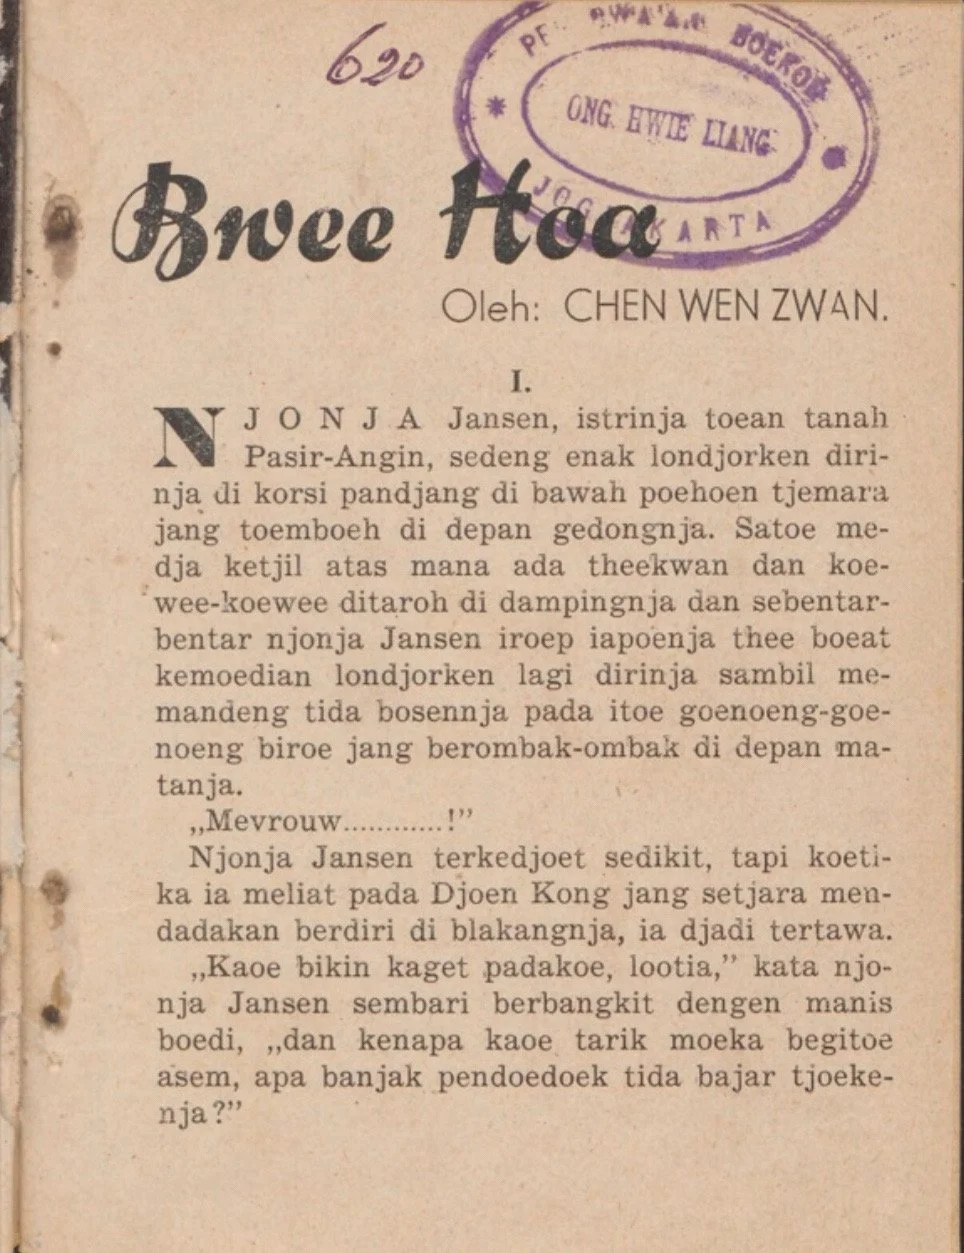 620
BOEKOE
ONG HWIE LIANG
JOGJAKARTA
Bwee Hoa
Oleh: CHEN WEN ZWAN.
I.
NJONJA Jansen, istrinja toean tanah
Pasir-Angin, sedeng enak londjorken diri-
nja di korsi pandjang di bawah poehoen tjemara
jang toemboeh di depan gedongnja. Satoe me-
dja ketjil atas mana ada theekwan dan koe-
wee-koewee ditaroh di dampingnja dan sebentar-
bentar njonja Jansen iroep iapoenja thee boeat
kemoedian londjorken lagi dirinja sambil me-
mandeng tida bosennja pada itoe goenoeng-goe-
noeng biroe jang berombak-ombak di depan ma-
tanja.
„Mevrouw............!”
Njonja Jansen terkedjoet sedikit, tapi koeti-
ka ia meliat pada Djoen Kong jang setjara men-
dadakan berdiri di blakangnja, ia djadi tertawa.
„Kaoe bikin kaget padakoe, lootia,” kata njo-
nja Jansen sembari berbangkit dengen manis
boedi, „dan kenapa kaoe tarik moeka begitoe
asem, apa banjak pendoedoek tida bajar tjoeke-
nja?”